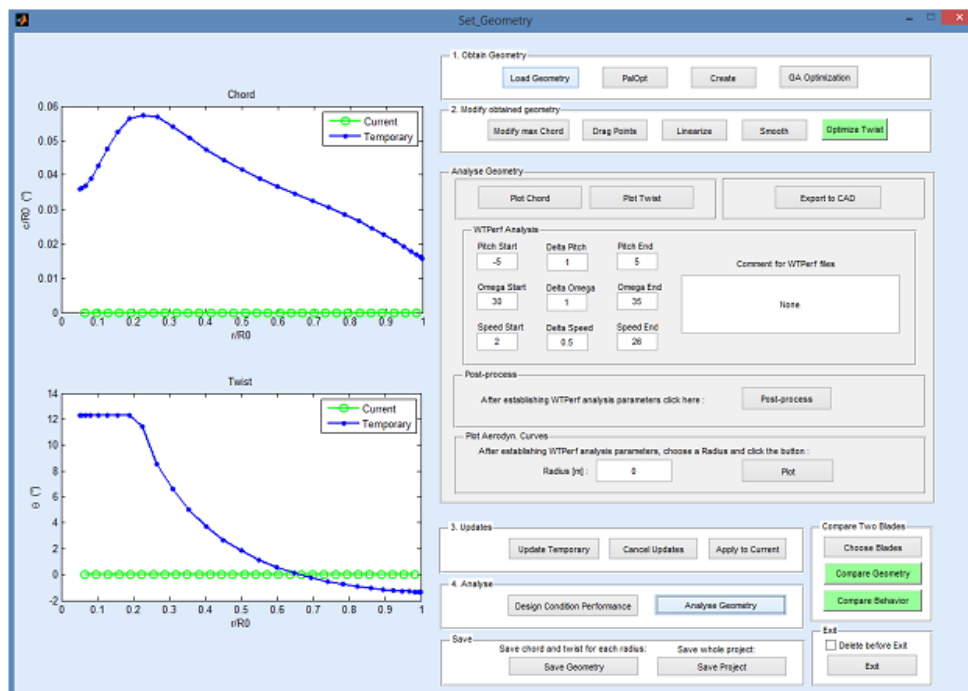 Set_Geometry
Chord
0.06
0.05
0.04
0.03
0.02
0.01
0
c/R0 (°)
Current
Temporary
0 0.1 0.2 0.3 0.4 0.5 0.6 0.7 0.8 0.9 1
r/R0
Twist
14
12
10
8
6
4
2
0
-2
θ (°)
Current
Temporary
0 0.1 0.2 0.3 0.4 0.5 0.6 0.7 0.8 0.9 1
r/R0
1. Obtain Geometry
Load Geometry PalOpt Create GA Optimization
2. Modify obtained geometry
Modify max Chord Drag Points Linearize Smooth Optimize Twist
Analyse Geometry
Plot Chord Plot Twist Export to CAD
WTPerf Analysis
Pitch Start Delta Pitch Pitch End
-5 1 5
Comment for WTPerf files
Omega Start Delta Omega Omega End
30 1 35
None
Speed Start Delta Speed Speed End
2 0.5 26
Post-process
After establishing WTPerf analysis parameters click here : Post-process
Plot Aerodyn. Curves
After establishing WTPerf analysis parameters, choose a Radius and click the button :
Radius [m] : 0 Plot
3. Updates
Update Temporary Cancel Updates Apply to Current
4. Analyse
Design Condition Performance Analyse Geometry
Save
Save chord and twist for each radius: Save whole project:
Save Geometry Save Project
Compare Two Blades
Choose Blades
Compare Geometry
Compare Behavior
Exit
Delete before Exit
Exit